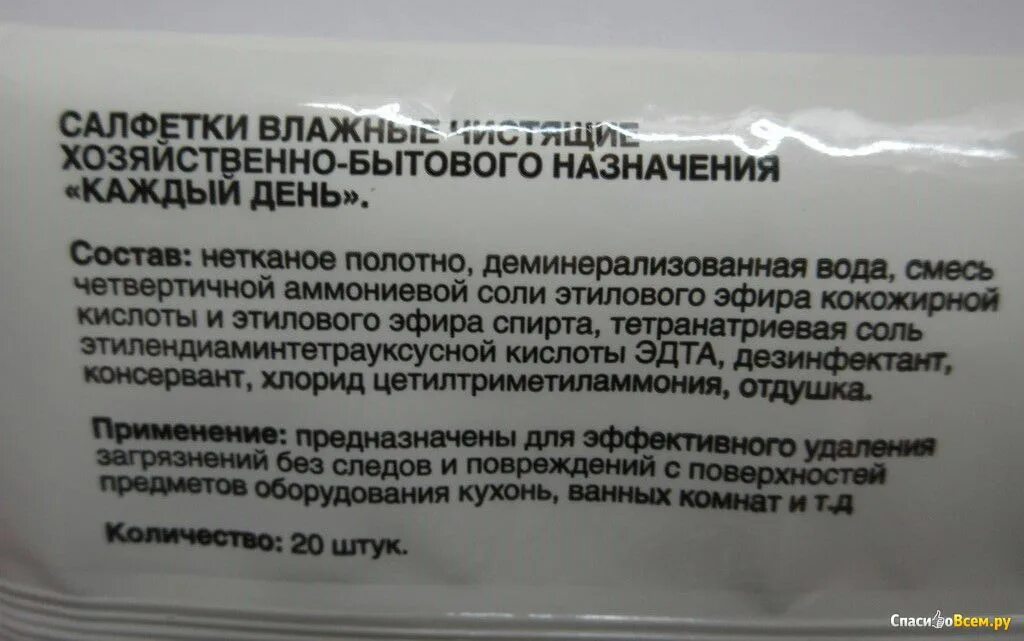 САЛФЕТКИ ВЛАЖНЫЕ ЧИСТЯЩИЕ
ХОЗЯЙСТВЕННО-БЫТОВОГО НАЗНАЧЕНИЯ
«КАЖДЫЙ ДЕНЬ».
Состав: нетканое полотно, деминерализованная вода, смесь
четвертичной аммониевой соли этилового эфира кокожирной
кислоты и этилового эфира спирта, тетранатриевая соль
этилендиаминтетрауксусной кислоты ЭДТА, дезинфектант,
консервант, хлорид цетилтриметиламмония, отдушка.
Применение: предназначены для эффективного удаления
загрязнений без следов и повреждений с поверхностей
предметов оборудования кухонь, ванных комнат и т.д
Количество: 20 штук.
СпасибоВсем.ру